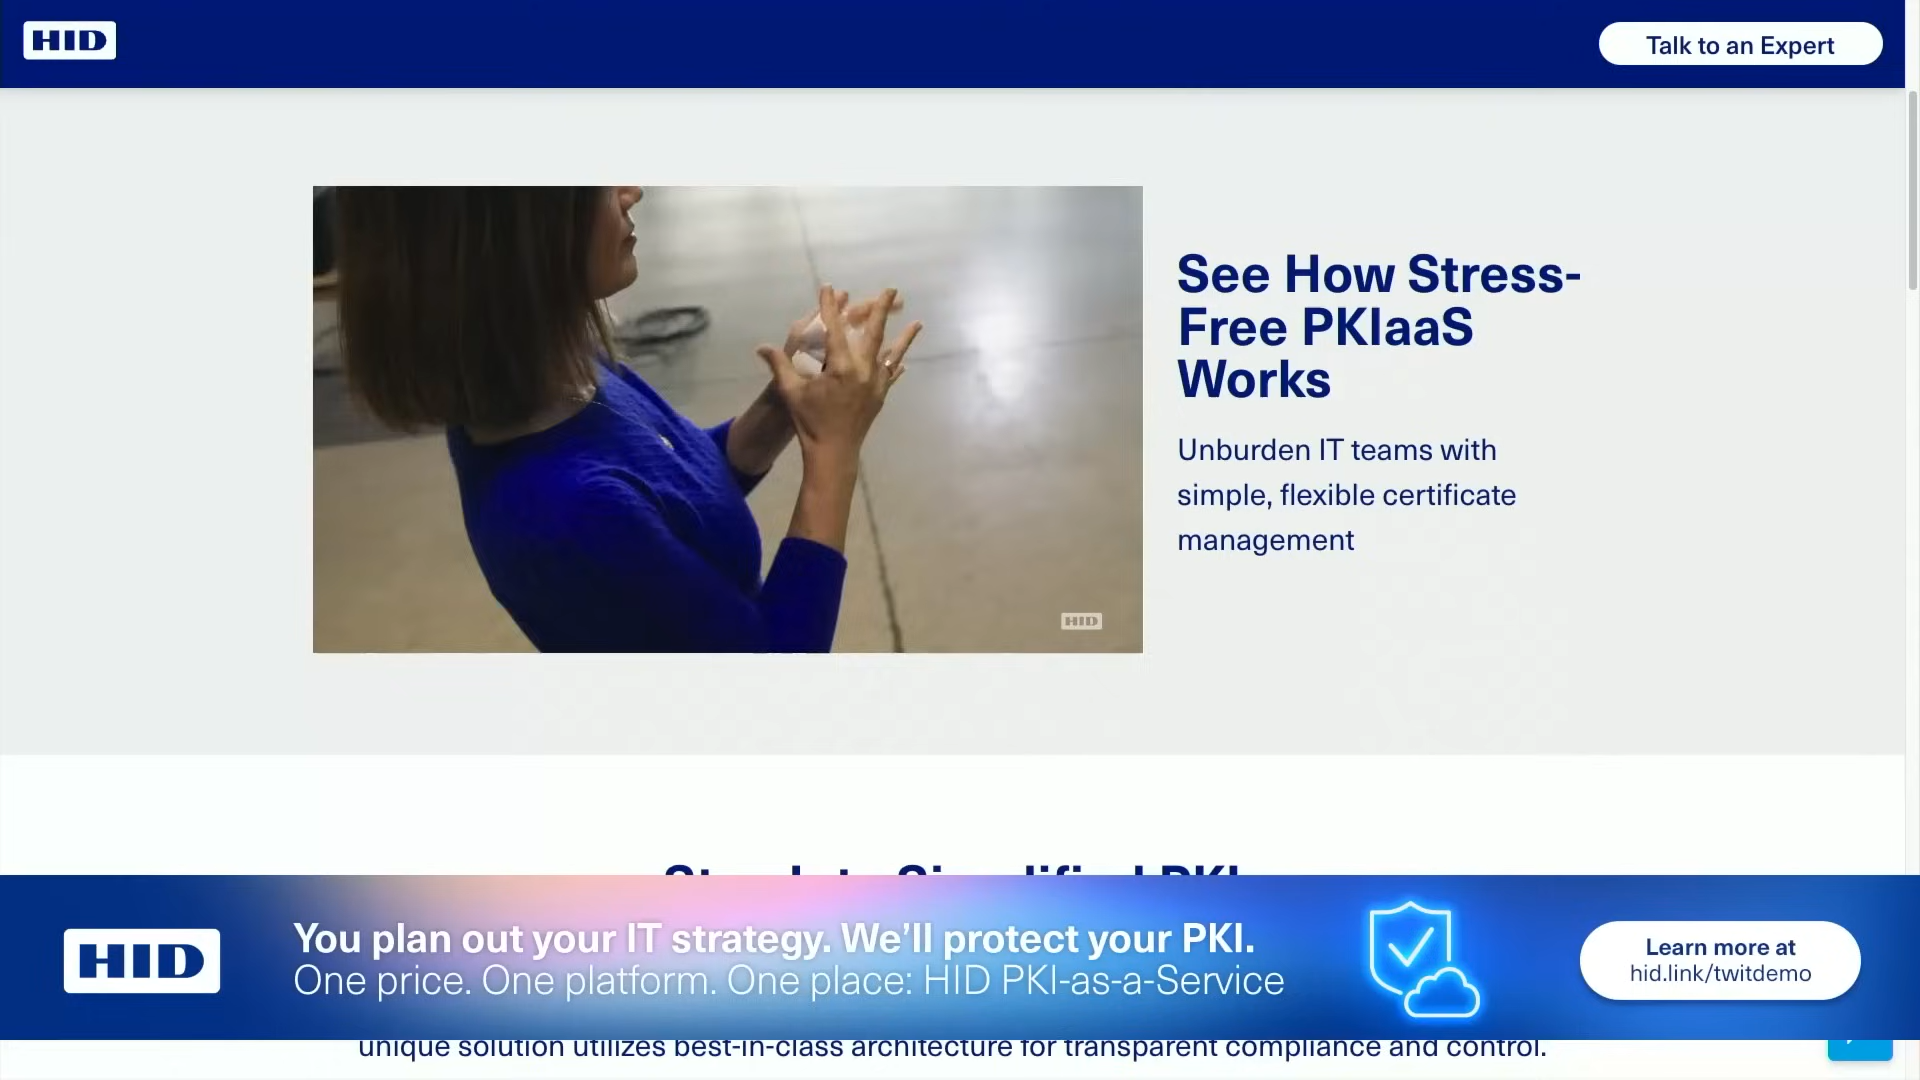 HID
Talk to an Expert
See How Stress-
Free PKIaaS
Works
Unburden IT teams with
simple, flexible certificate
management
HID
Simplified PKI
HID
You plan out your IT strategy. We'll protect your PKI.
One price. One platform. One place: HID PKI-as-a-Service
Learn more at
hid.link/twitdemo
unique solution utilizes best-in-class architecture for transparent compliance and control.